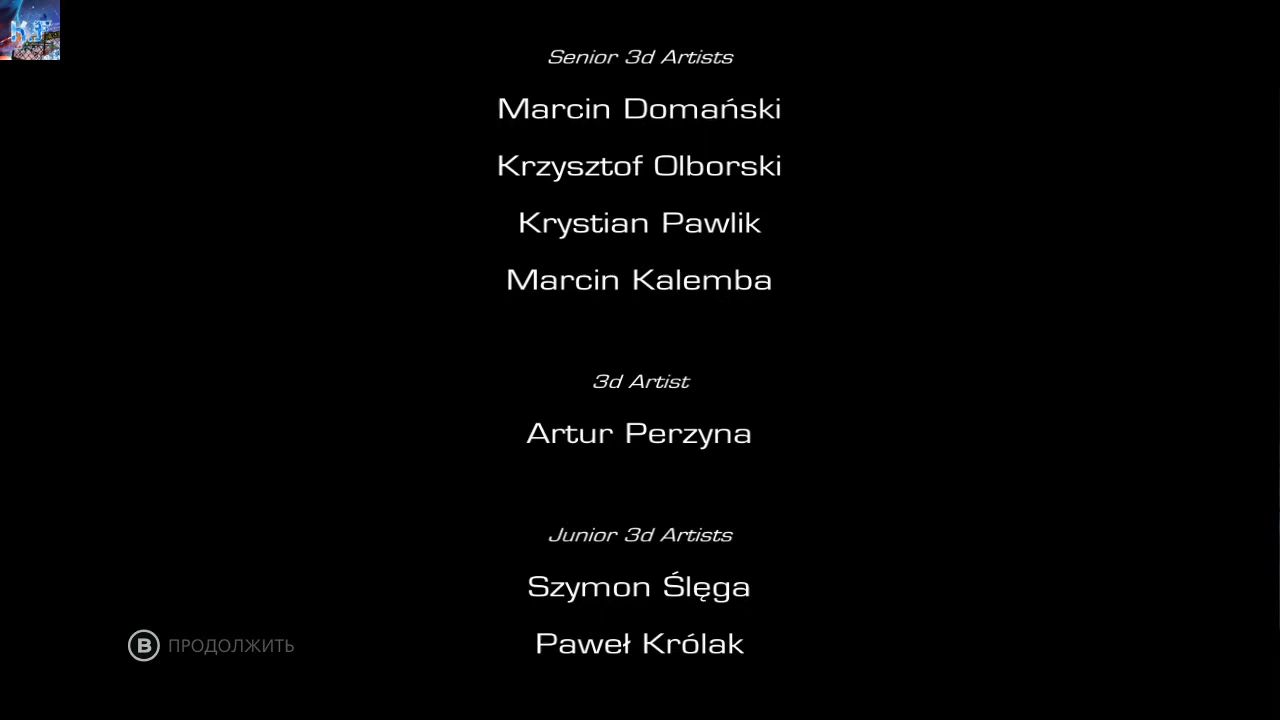 Senior 3d Artists
Marcin Domański
Krzysztof Olborski
Krystian Pawlik
Marcin Kalemba
3d Artist
Artur Perzyna
Junior 3d Artists
Szymon Ślęga
Paweł Królak
B ПРОДОЛЖИТЬ